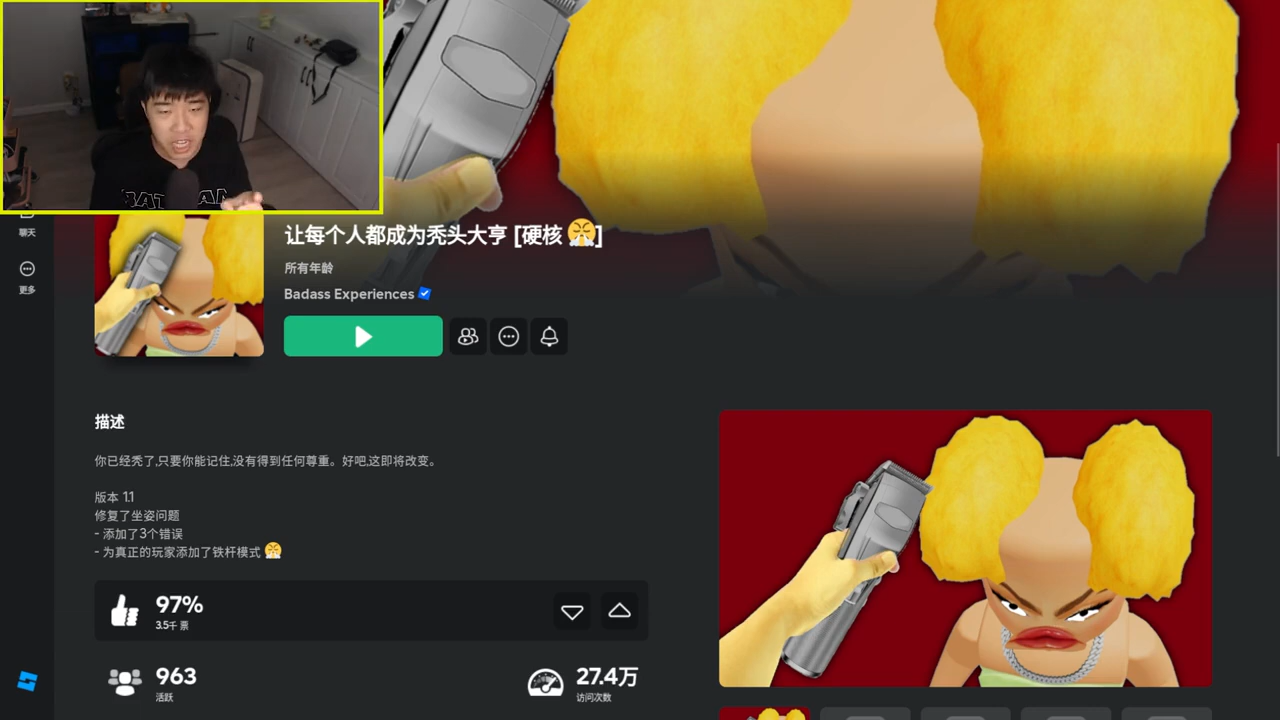 BATMAN
聊天
更多
让每个人都成为秃头大亨 [硬核 😤]
所有年龄
Badass Experiences
描述
你已经秃了,只要你能记住,没有得到任何尊重。好吧,这即将改变。
版本 1.1
修复了坐姿问题
- 添加了3个错误
- 为真正的玩家添加了铁杆模式 😤
97%
3.5千 票
963
活跃
27.4万
访问次数